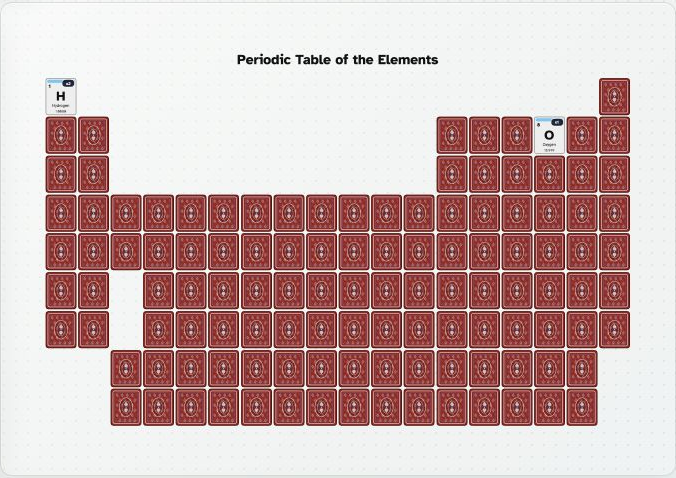 Periodic Table of the Elements
1
H
Hydrogen
8
O
Oxygen